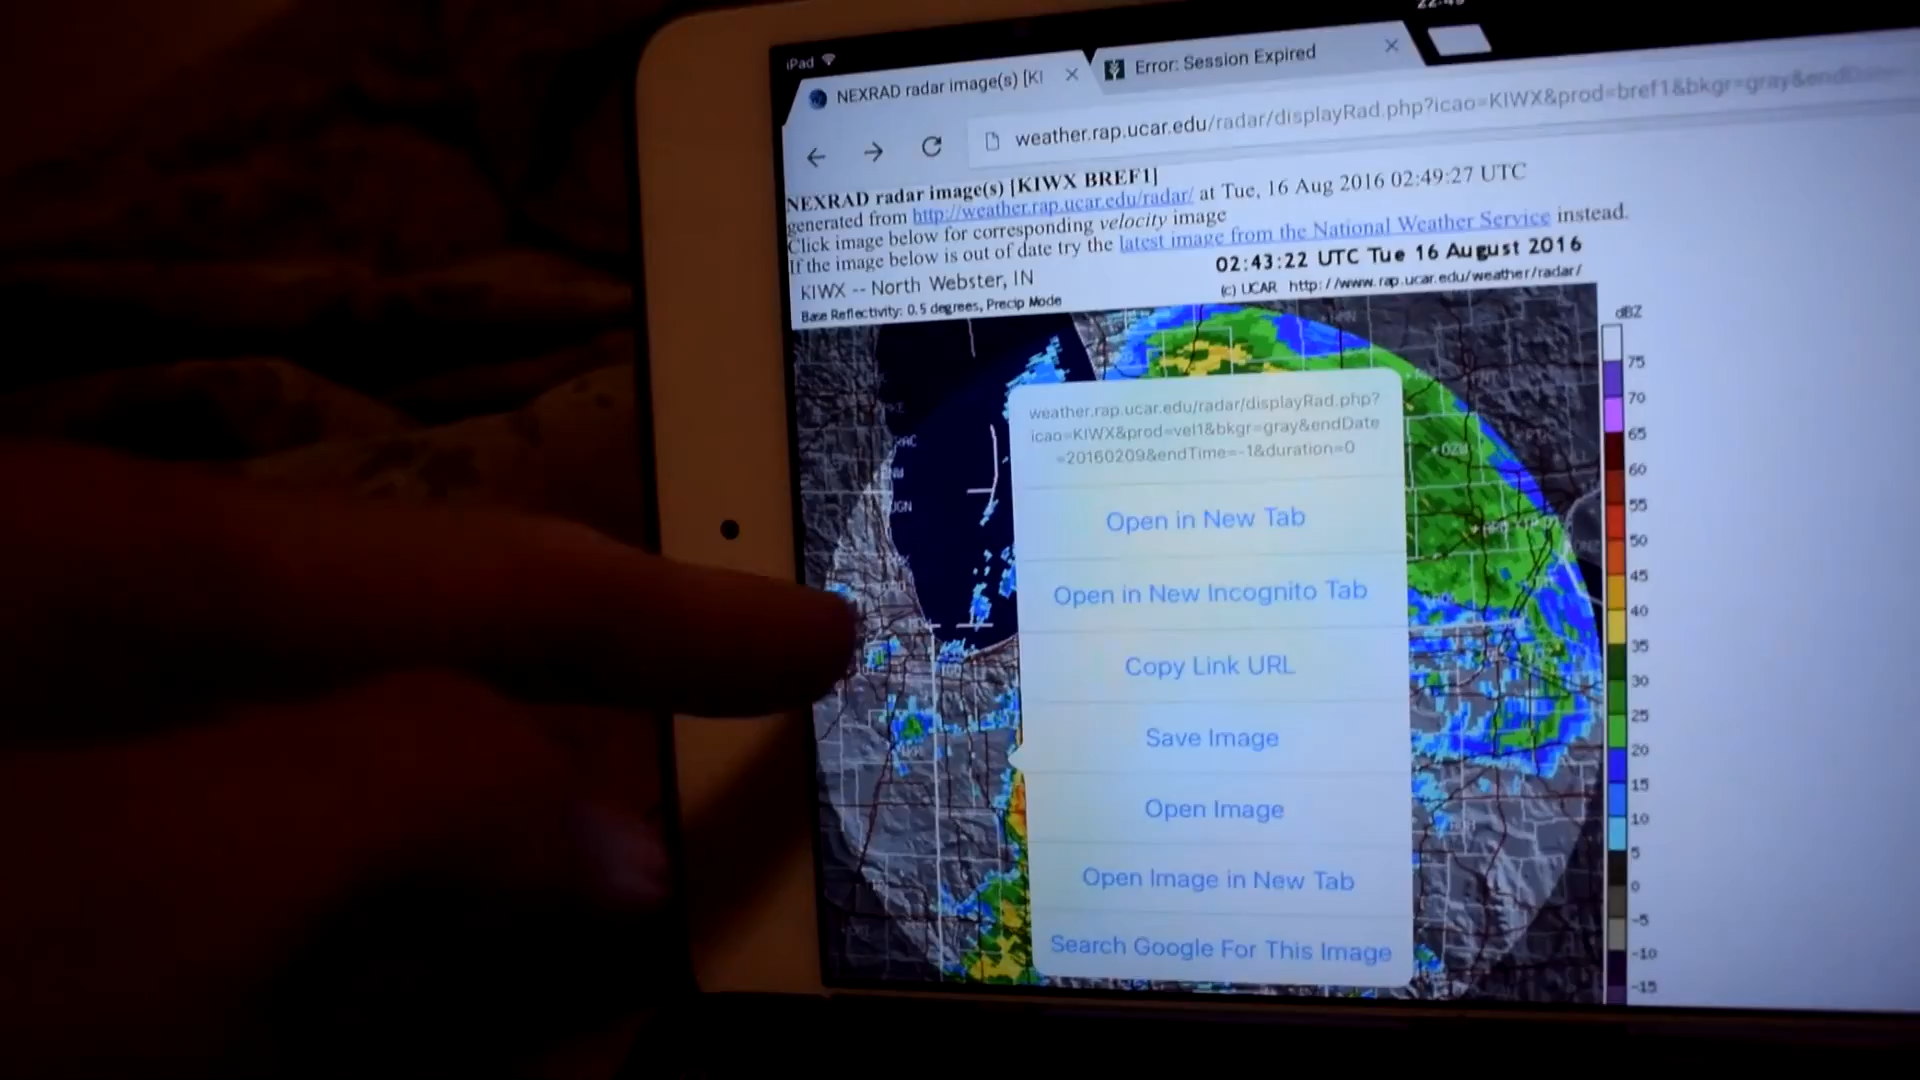 22:49
iPad
NEXRAD radar image(s) [KI
Error: Session Expired
weather.rap.ucar.edu/radar/displayRad.php?icao=KIWX&prod=bref1&bkgr=gray&endDate
NEXRAD radar image(s) [KIWX BREF1]
generated from http://weather.rap.ucar.edu/radar/ at Tue, 16 Aug 2016 02:49:27 UTC
Click image below for corresponding velocity image
If the image below is out of date try the latest image from the National Weather Service instead.
KIWX -- North Webster, IN
02:43:22 UTC Tue 16 August 2016
Base Reflectivity: 0.5 degrees, Precip Mode
(c) UCAR http://www.rap.ucar.edu/weather/radar/
dBZ
75
70
65
60
55
50
45
40
35
30
25
20
15
10
5
0
-5
-10
-15
weather.rap.ucar.edu/radar/displayRad.php?
icao=KIWX&prod=vel1&bkgr=gray&endDate
=20160209&endTime=-1&duration=0
Open in New Tab
Open in New Incognito Tab
Copy Link URL
Save Image
Open Image
Open Image in New Tab
Search Google For This Image